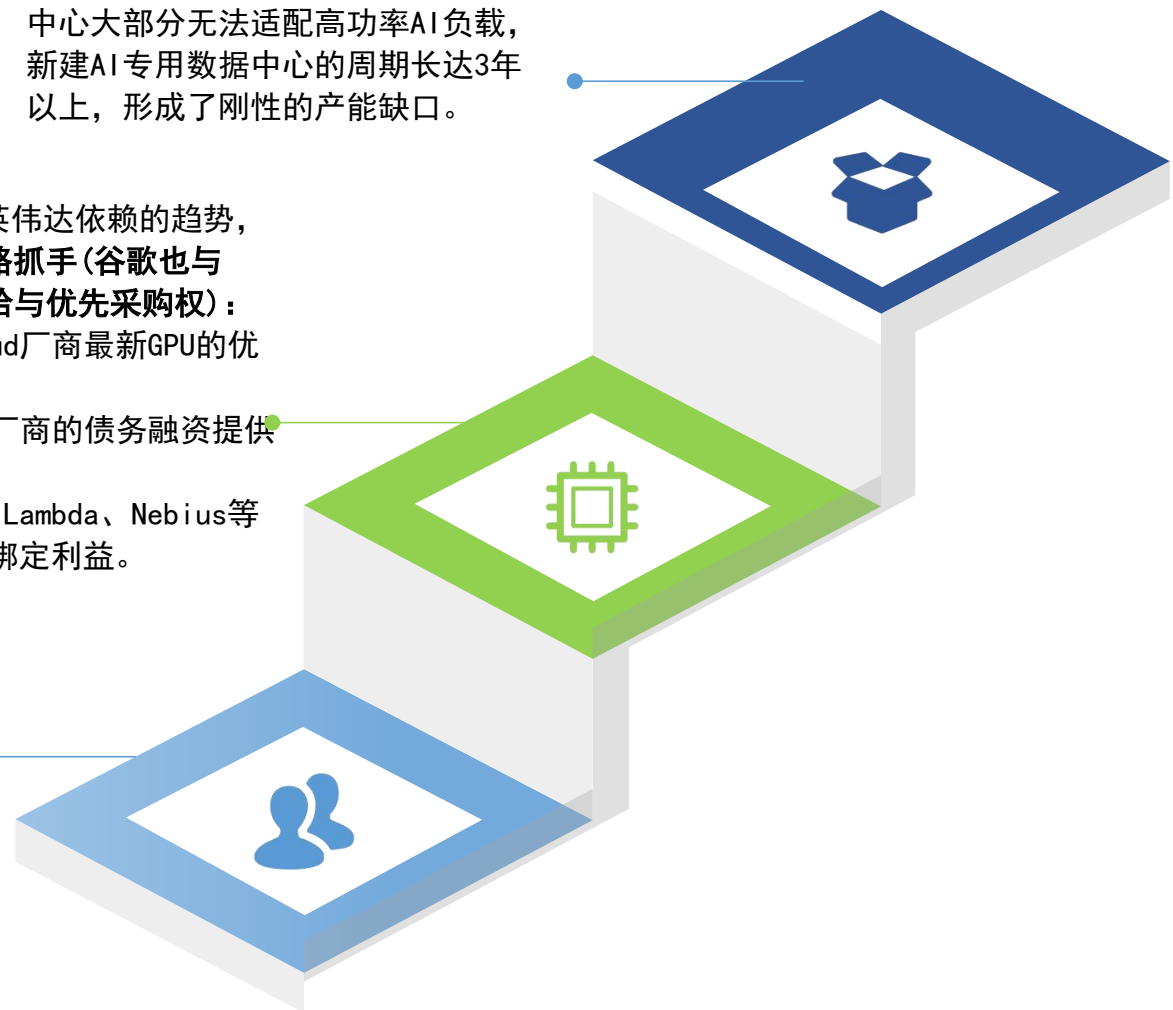 中心大部分无法适配高功率AI负载，
新建AI专用数据中心的周期长达3年
以上，形成了刚性的产能缺口。
英伟达依赖的趋势，
略抓手(谷歌也与
给与优先采购权)：
ud厂商最新GPU的优
厂商的债务融资提供
Lambda、Nebius等
绑定利益。